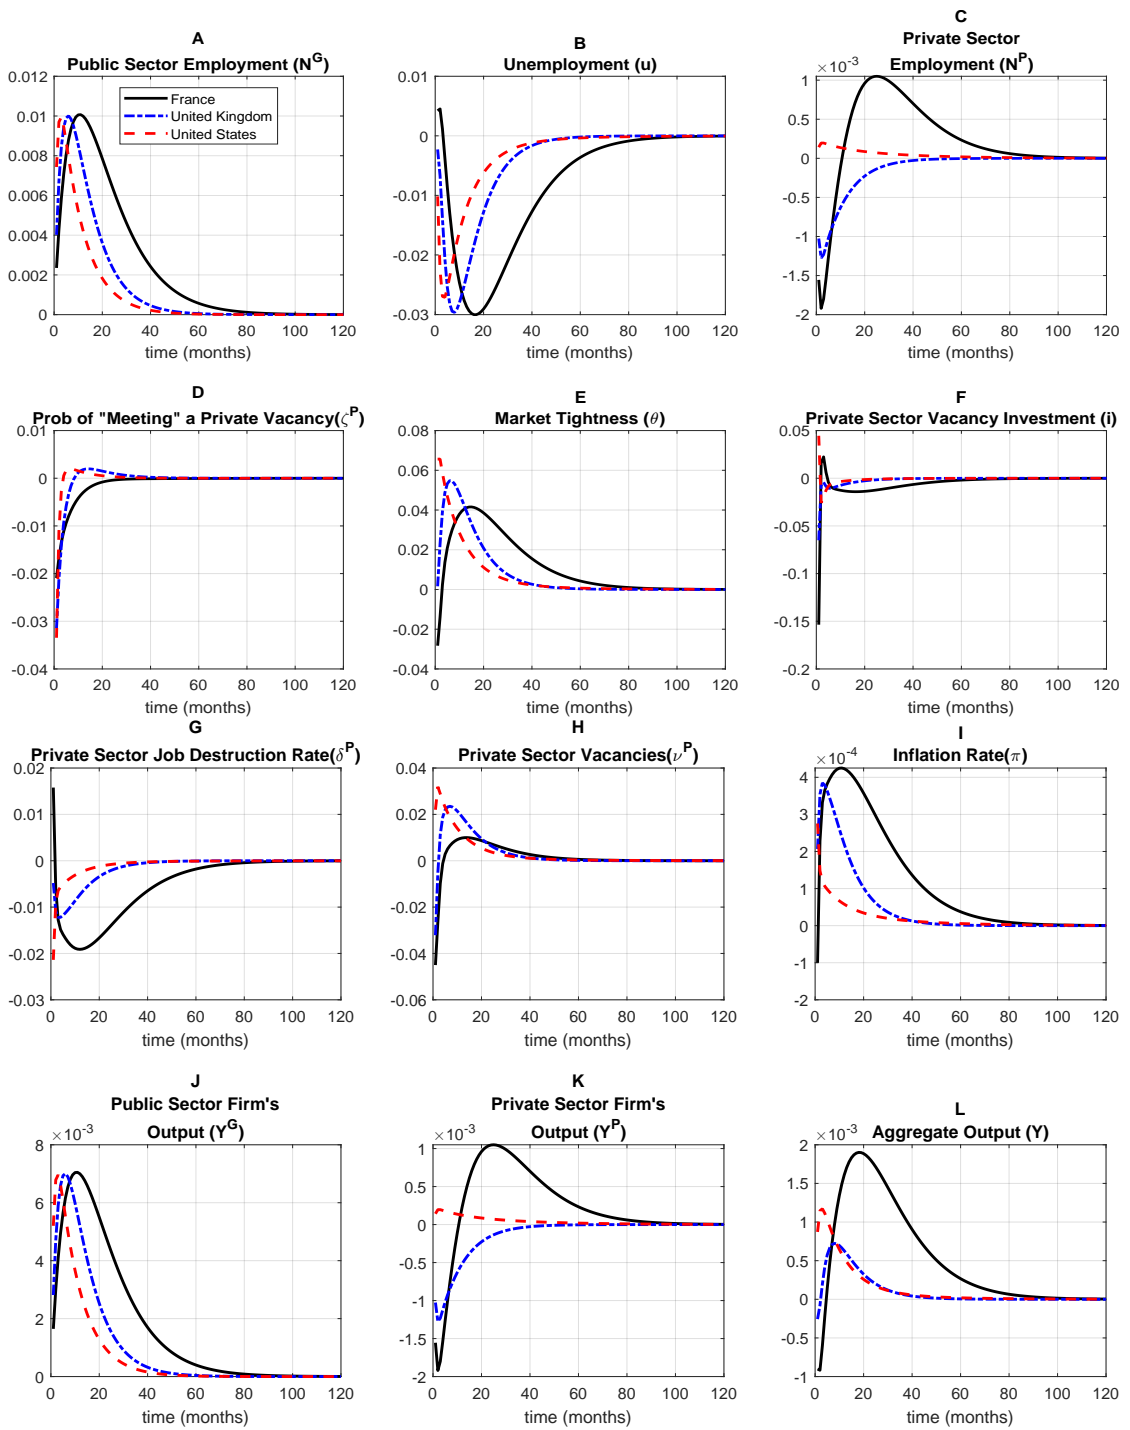 A
Public Sector Employment (N^G)
0.012
0.01
0.008
0.006
0.004
0.002
0
France
United Kingdom
United States
0 20 40 60 80 100 120
time (months)
B
Unemployment (u)
0.01
0
-0.01
-0.02
-0.03
0 20 40 60 80 100 120
time (months)
C
Private Sector
Employment (N^P)
×10^-3
1
0.5
0
-0.5
-1
-1.5
-2
0 20 40 60 80 100 120
time (months)
D
Prob of "Meeting" a Private Vacancy(ζ^P)
0.01
0
-0.01
-0.02
-0.03
-0.04
0 20 40 60 80 100 120
time (months)
E
Market Tightness (θ)
0.08
0.06
0.04
0.02
0
-0.02
-0.04
0 20 40 60 80 100 120
time (months)
F
Private Sector Vacancy Investment (i)
0.05
0
-0.05
-0.1
-0.15
-0.2
0 20 40 60 80 100 120
time (months)
G
Private Sector Job Destruction Rate(δ^P)
0.02
0.01
0
-0.01
-0.02
-0.03
0 20 40 60 80 100 120
time (months)
H
Private Sector Vacancies(ν^P)
0.04
0.02
0
-0.02
-0.04
-0.06
0 20 40 60 80 100 120
time (months)
I
Inflation Rate(π)
×10^-4
4
3
2
1
0
-1
-2
0 20 40 60 80 100 120
time (months)
J
Public Sector Firm's
Output (Y^G)
×10^-3
8
6
4
2
0
0 20 40 60 80 100 120
time (months)
K
Private Sector Firm's
Output (Y^P)
×10^-3
1
0.5
0
-0.5
-1
-1.5
-2
0 20 40 60 80 100 120
time (months)
L
Aggregate Output (Y)
×10^-3
2
1.5
1
0.5
0
-0.5
-1
0 20 40 60 80 100 120
time (months)